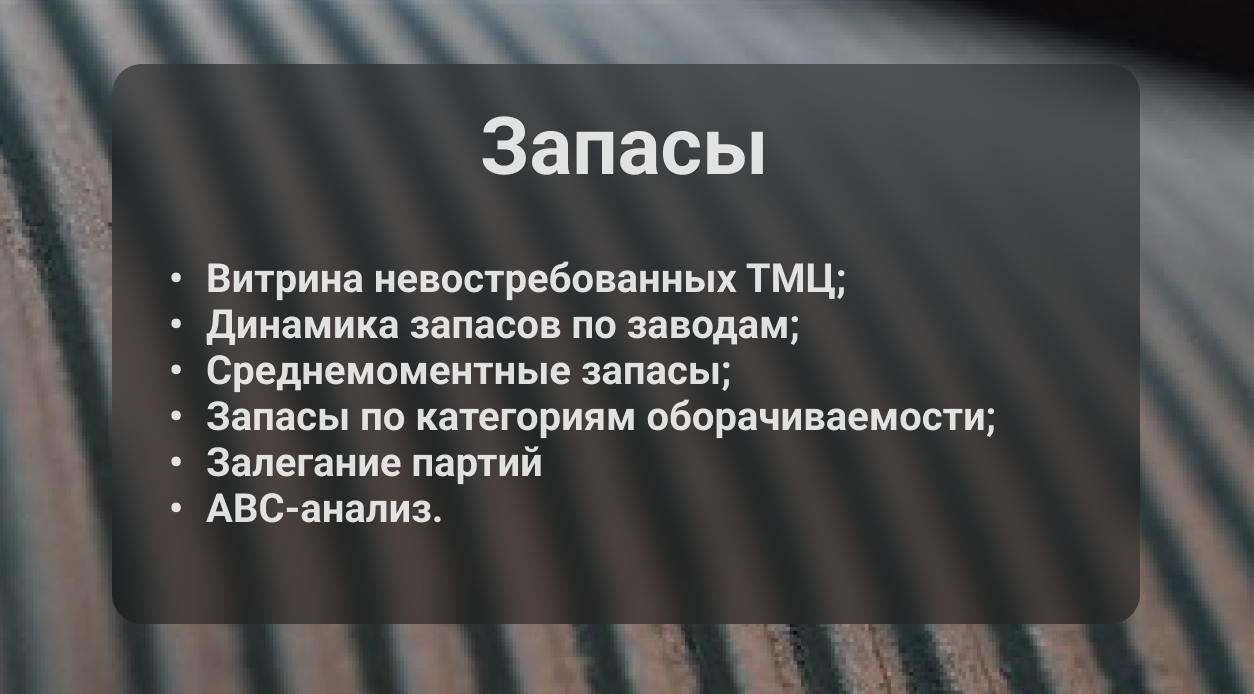 Запасы
• Витрина невостребованных ТМЦ;
• Динамика запасов по заводам;
• Среднемоментные запасы;
• Запасы по категориям оборачиваемости;
• Залегание партий
• АВС-анализ.